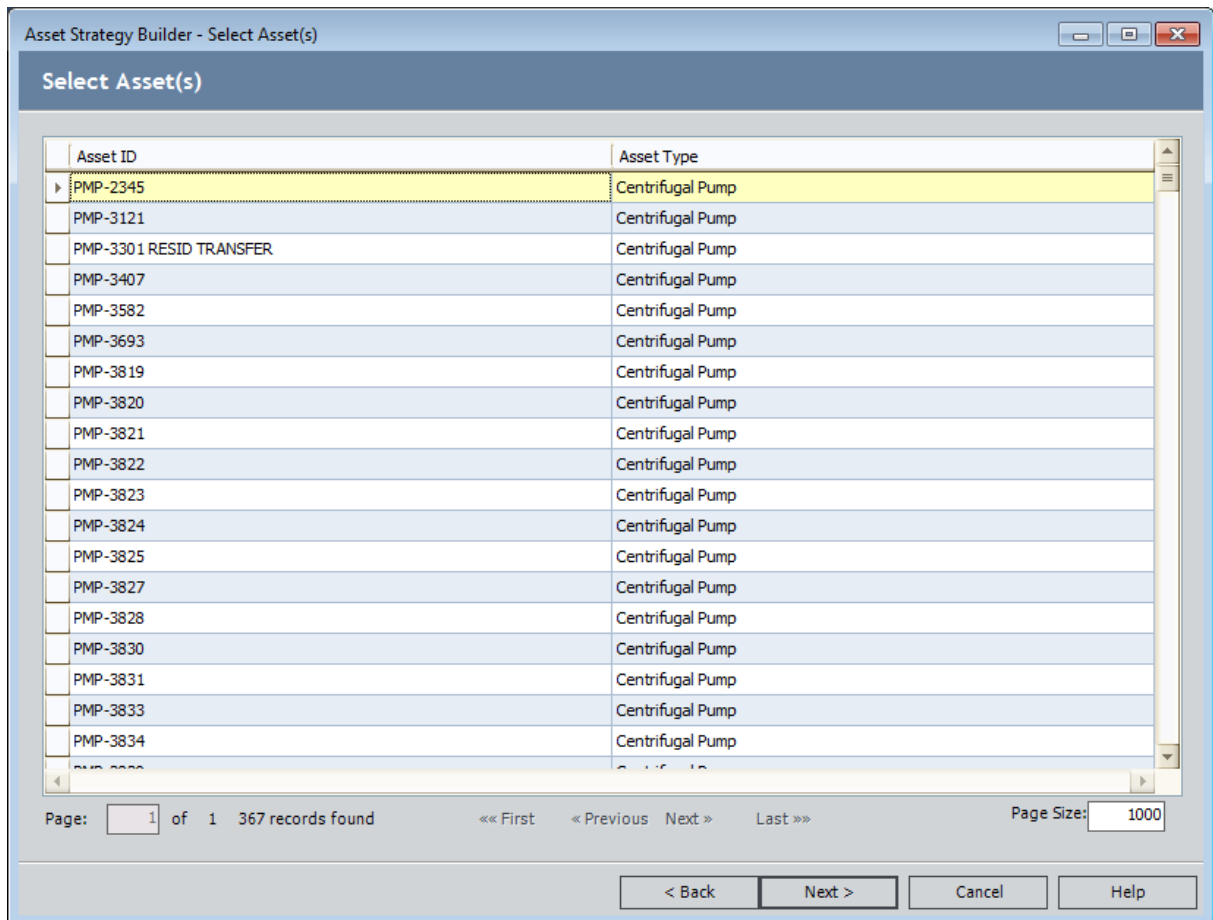 Asset Strategy Builder - Select Asset(s)
Select Asset(s)
Asset ID Asset Type
PMP-2345 Centrifugal Pump
PMP-3121 Centrifugal Pump
PMP-3301 RESID TRANSFER Centrifugal Pump
PMP-3407 Centrifugal Pump
PMP-3582 Centrifugal Pump
PMP-3693 Centrifugal Pump
PMP-3819 Centrifugal Pump
PMP-3820 Centrifugal Pump
PMP-3821 Centrifugal Pump
PMP-3822 Centrifugal Pump
PMP-3823 Centrifugal Pump
PMP-3824 Centrifugal Pump
PMP-3825 Centrifugal Pump
PMP-3827 Centrifugal Pump
PMP-3828 Centrifugal Pump
PMP-3830 Centrifugal Pump
PMP-3831 Centrifugal Pump
PMP-3833 Centrifugal Pump
PMP-3834 Centrifugal Pump
Page: 1 of 1 367 records found «« First « Previous Next » Last »» Page Size: 1000
< Back Next > Cancel Help